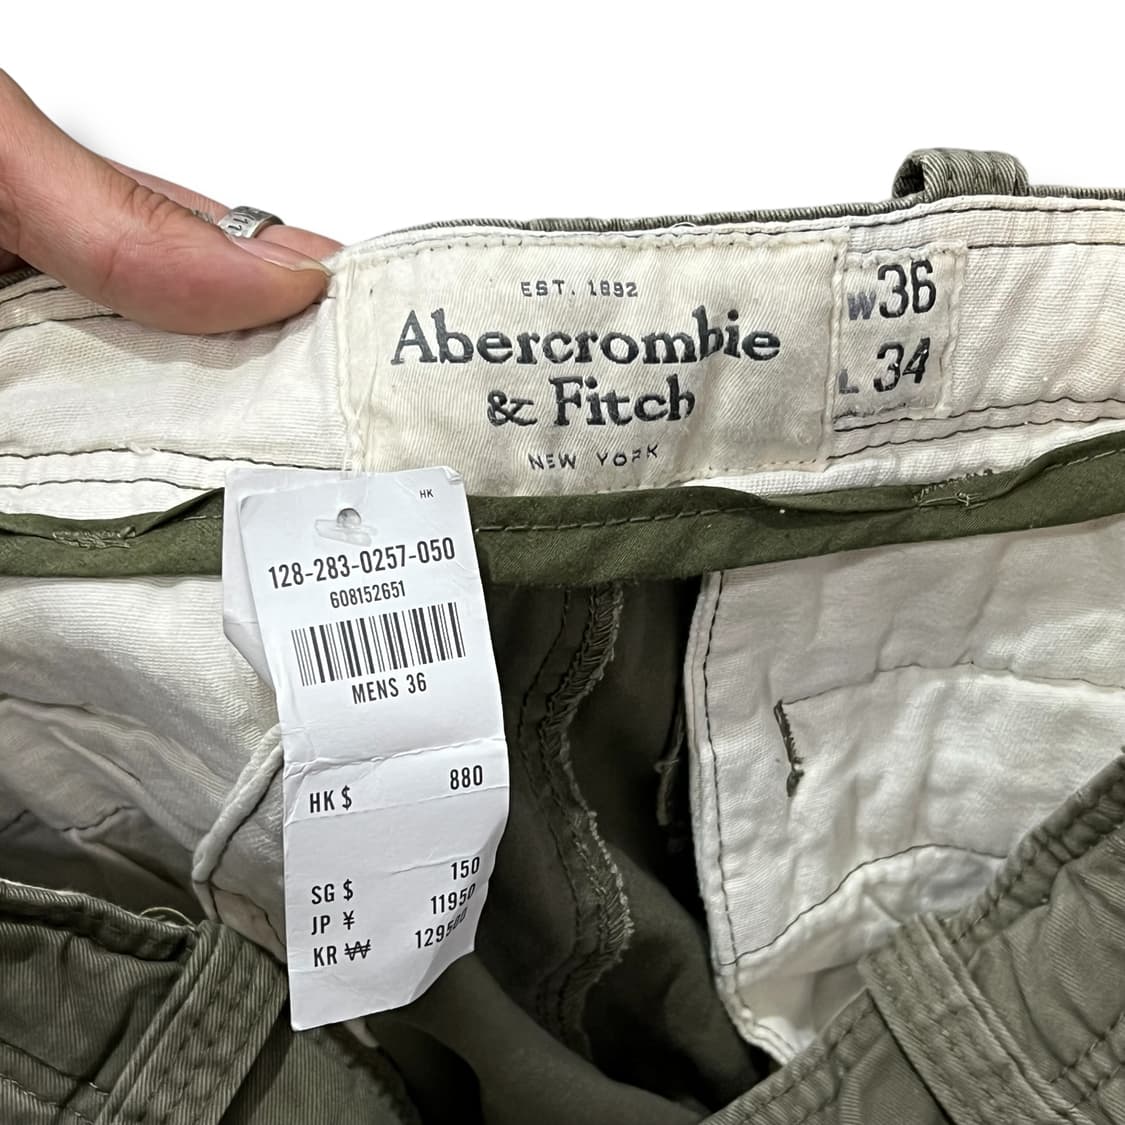 EST. 1892
Abercrombie
& Fitch
NEW YORK
W36
L 34
HK
128-283-0257-050
608152651
MENS 36
HK $ 880
SG $ 150
JP ¥ 11950
KR ₩ 129500